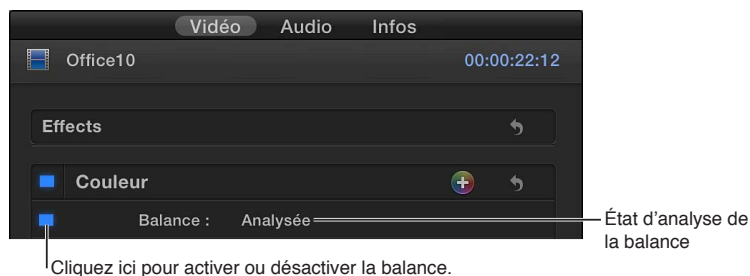 Vidéo Audio Infos
Office10 00:00:22:12
Effects
Couleur
Balance : Analysée
État d'analyse de
la balance
Cliquez ici pour activer ou désactiver la balance.